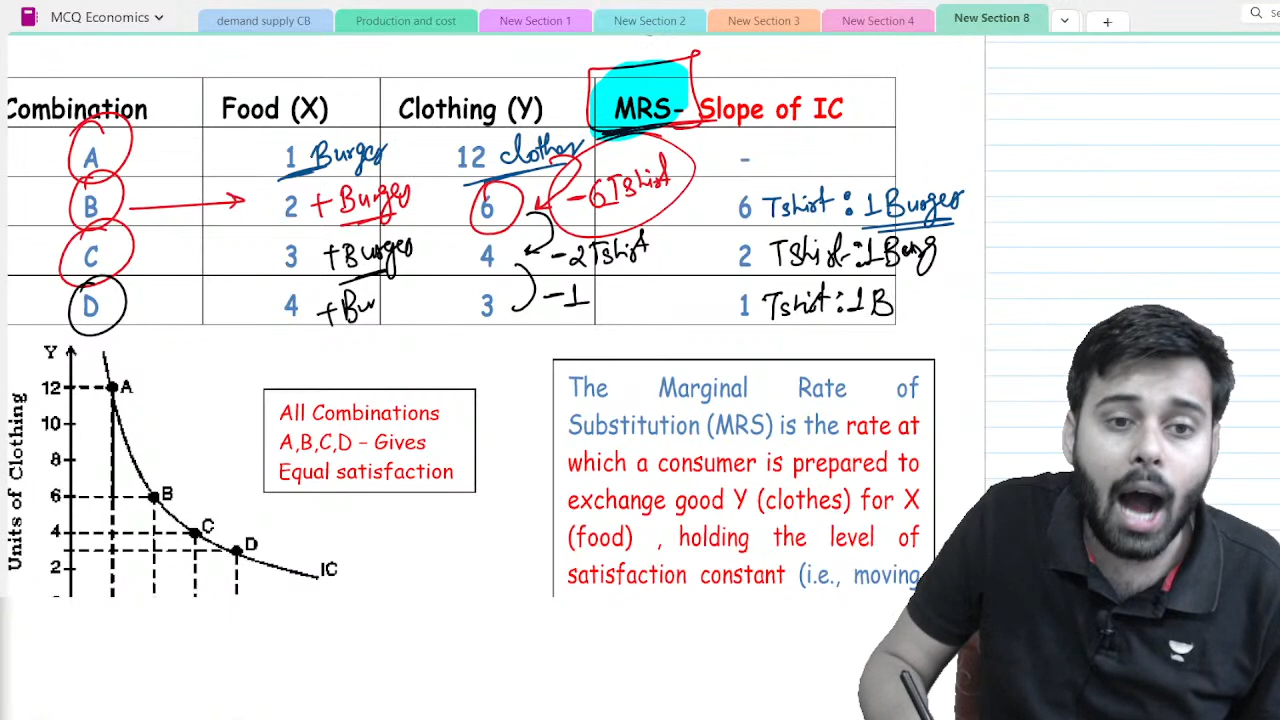 MCQ Economics
demand supply CB
Production and cost
New Section 1
New Section 2
New Section 3
New Section 4
New Section 8
+
Combination Food (X) Clothing (Y) MRS- Slope of IC
A 1 Burger 12 clothes -
B 2 + Burger 6 -6 Tshirt 6 Tshirt : 1 Burger
C 3 + Burger 4 -2 Tshirt 2 Tshirt : 1 Burg
D 4 + Bur 3 -1 1 Tshirt : 1 B
Y
12 A
10
8
6 B
4 C
D
2 IC
Units of Clothing
All Combinations
A,B,C,D – Gives
Equal satisfaction
The Marginal Rate of
Substitution (MRS) is the rate at
which a consumer is prepared to
exchange good Y (clothes) for X
(food) , holding the level of
satisfaction constant (i.e., moving